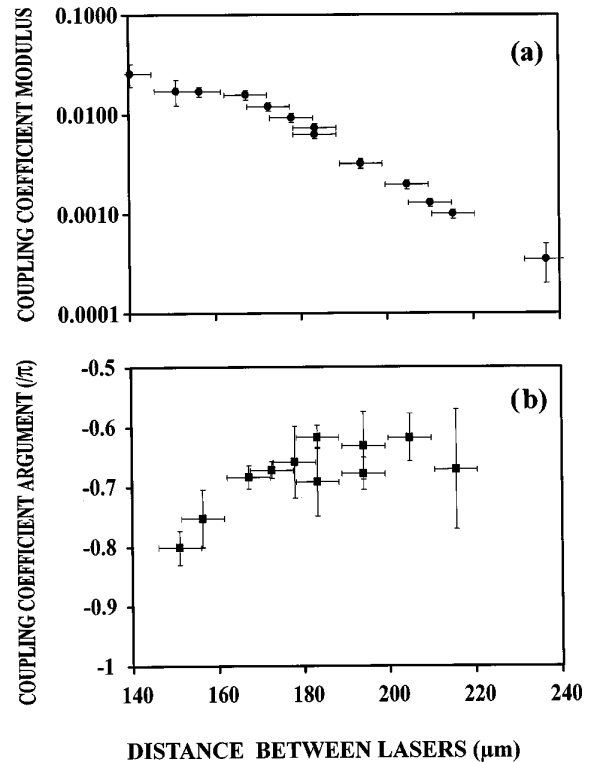 COUPLING COEFFICIENT MODULUS
0.1000
0.0100
0.0010
0.0001
(a)
COUPLING COEFFICIENT ARGUMENT (/π)
-0.5
-0.6
-0.7
-0.8
-0.9
-1
(b)
140 160 180 200 220 240
DISTANCE BETWEEN LASERS (µm)